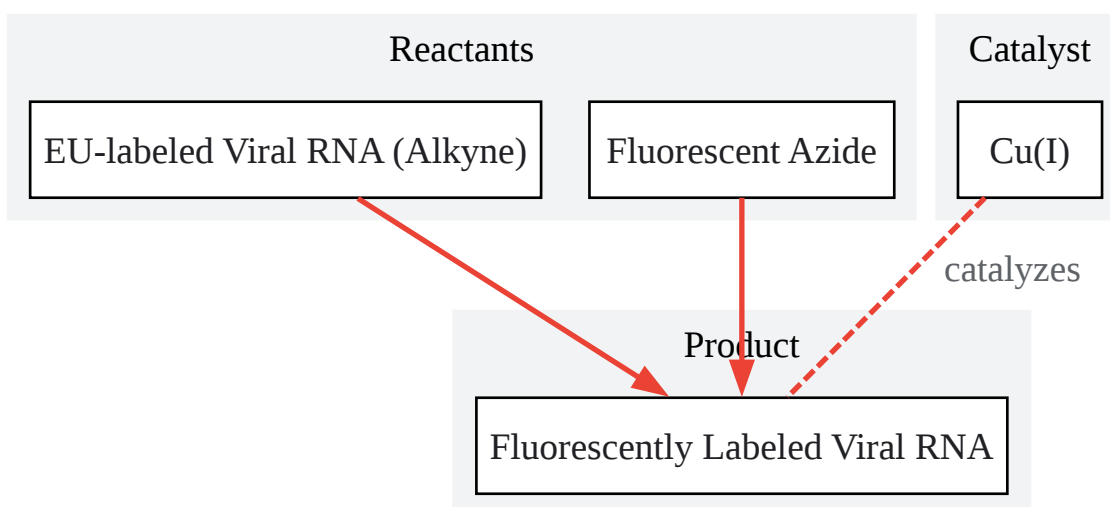 Reactants
Catalyst
EU-labeled Viral RNA (Alkyne)
Fluorescent Azide
Cu(I)
catalyzes
Product
Fluorescently Labeled Viral RNA